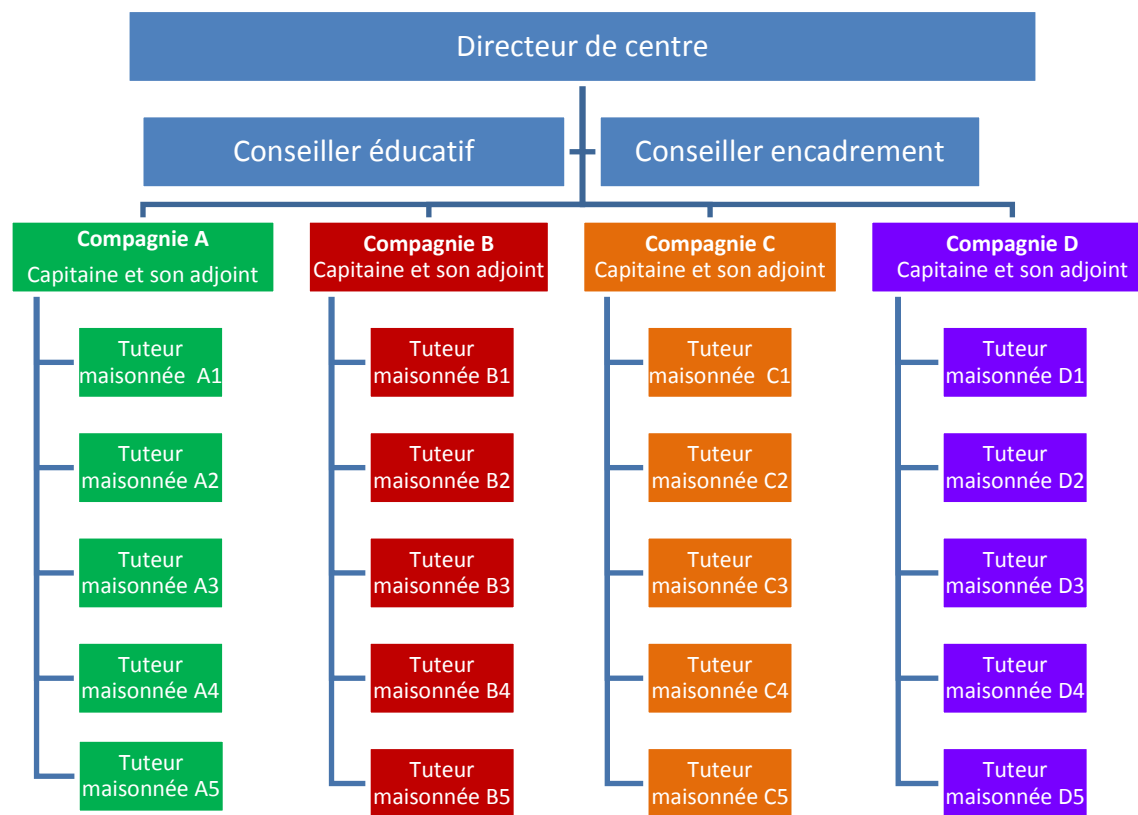 Directeur de centre
Conseiller éducatif
Conseiller encadrement
Compagnie A
Capitaine et son adjoint
Compagnie B
Capitaine et son adjoint
Compagnie C
Capitaine et son adjoint
Compagnie D
Capitaine et son adjoint
Tuteur
maisonnée A1
Tuteur
maisonnée A2
Tuteur
maisonnée A3
Tuteur
maisonnée A4
Tuteur
maisonnée A5
Tuteur
maisonnée B1
Tuteur
maisonnée B2
Tuteur
maisonnée B3
Tuteur
maisonnée B4
Tuteur
maisonnée B5
Tuteur
maisonnée C1
Tuteur
maisonnée C2
Tuteur
maisonnée C3
Tuteur
maisonnée C4
Tuteur
maisonnée C5
Tuteur
maisonnée D1
Tuteur
maisonnée D2
Tuteur
maisonnée D3
Tuteur
maisonnée D4
Tuteur
maisonnée D5